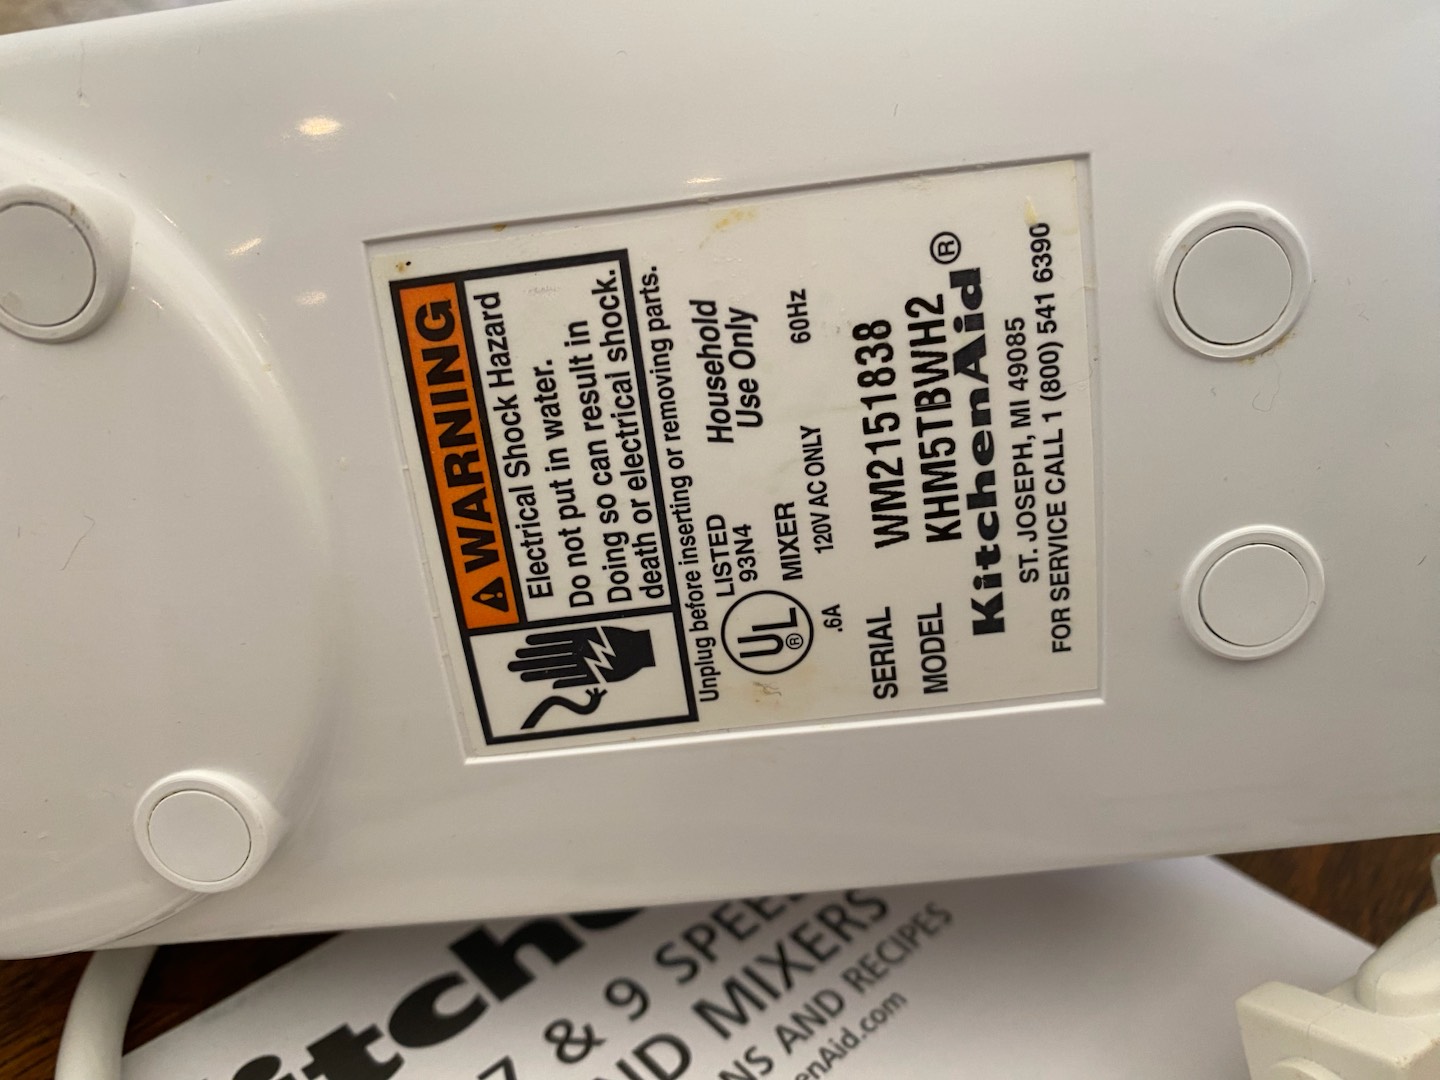 WARNING
Electrical Shock Hazard
Do not put in water.
Doing so can result in
death or electrical shock.
Unplug before inserting or removing parts.
UL ®
LISTED
93N4
Household
Use Only
MIXER
.6A 120V AC ONLY 60Hz
SERIAL WM2151838
MODEL KHM5TBWH2
KitchenAid®
ST. JOSEPH, MI 49085
FOR SERVICE CALL 1 (800) 541 6390
7 & 9 SPEE
ND MIXERS
NS AND RECIPES
enAid.com